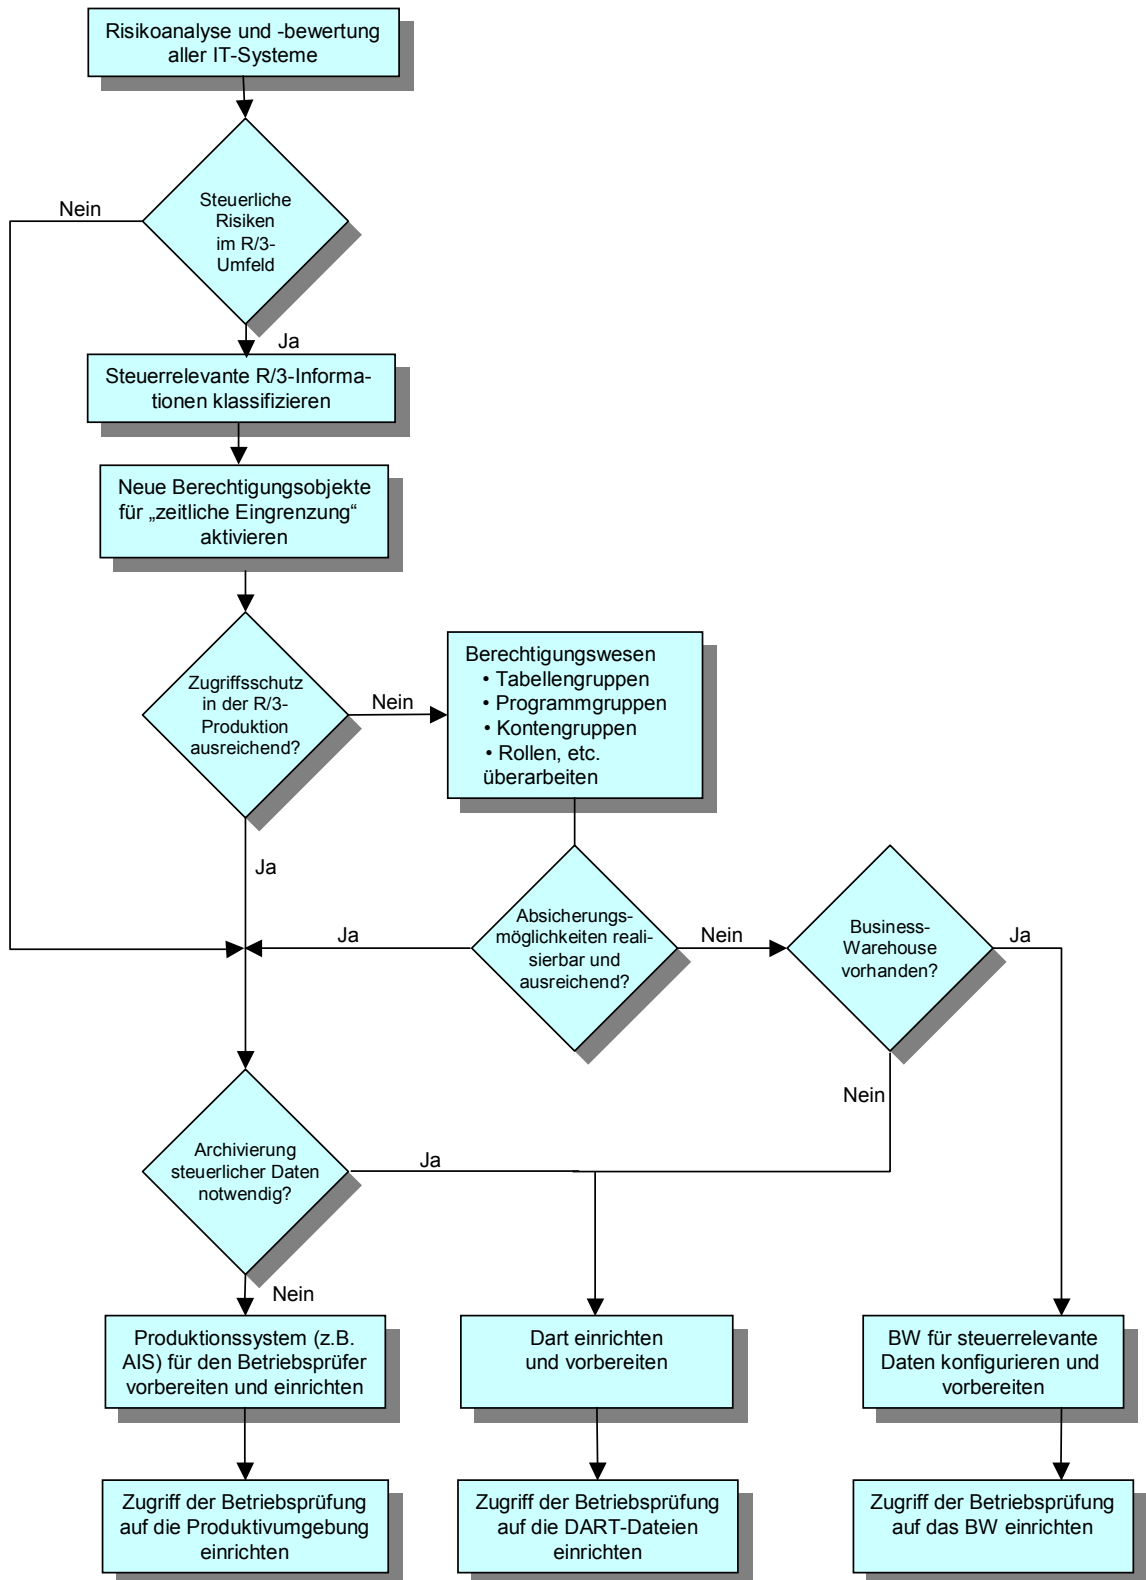 Risikoanalyse und -bewertung
aller IT-Systeme
Nein
Steuerliche
Risiken
im R/3-
Umfeld
Ja
Steuerrelevante R/3-Informa-
tionen klassifizieren
Neue Berechtigungsobjekte
für „zeitliche Eingrenzung“
aktivieren
Zugriffsschutz
in der R/3-
Produktion
ausreichend?
Nein
Berechtigungswesen
• Tabellengruppen
• Programmgruppen
• Kontengruppen
• Rollen, etc.
überarbeiten
Ja
Ja
Absicherungs-
möglichkeiten reali-
sierbar und
ausreichend?
Nein
Business-
Warehouse
vorhanden?
Ja
Nein
Archivierung
steuerlicher Daten
notwendig?
Ja
Nein
Produktionssystem (z.B.
AIS) für den Betriebsprüfer
vorbereiten und einrichten
Dart einrichten
und vorbereiten
BW für steuerrelevante
Daten konfigurieren und
vorbereiten
Zugriff der Betriebsprüfung
auf die Produktivumgebung
einrichten
Zugriff der Betriebsprüfung
auf die DART-Dateien
einrichten
Zugriff der Betriebsprüfung
auf das BW einrichten